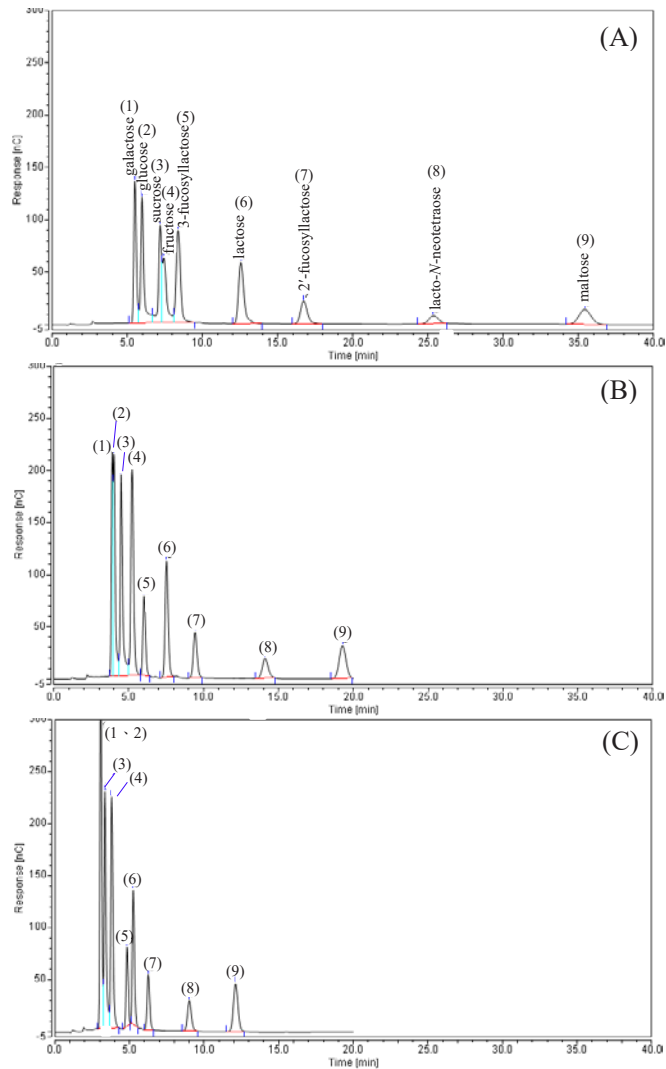 (A)
300
250
200
150
100
50
-5
Response [nC]
(1) galactose
(2) glucose
(3) sucrose
(4) fructose
(5) 3-fucosyllactose
(6) lactose
(7) 2'-fucosyllactose
(8) lacto-N-neotetraose
(9) maltose
0.0 5.0 10.0 15.0 20.0 25.0 30.0 35.0 40.0
Time [min]
(B)
300
250
200
150
100
50
-5
Response [nC]
(1)
(2)
(3)
(4)
(5)
(6)
(7)
(8)
(9)
0.0 5.0 10.0 15.0 20.0 25.0 30.0 35.0 40.0
Time [min]
(C)
300
250
200
150
100
50
-5
Response [nC]
(1、2)
(3)
(4)
(5)
(6)
(7)
(8)
(9)
0.0 5.0 10.0 15.0 20.0 25.0 30.0 35.0 40.0
Time [min]